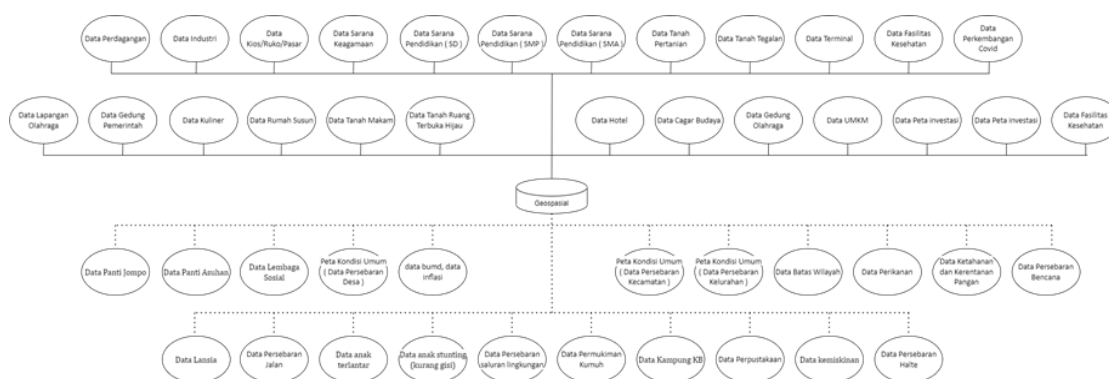 Data Perdagangan
Data Industri
Data
Kios/Ruko/Pasar
Data Sarana
Keagamaan
Data Sarana
Pendidikan ( SD )
Data Sarana
Pendidikan ( SMP )
Data Sarana
Pendidikan ( SMA )
Data Tanah
Pertanian
Data Tanah Tegalan
Data Terminal
Data Fasilitas
Kesehatan
Data
Perkembangan
Covid
Data Lapangan
Olahraga
Data Gedung
Pemerintah
Data Kuliner
Data Rumah Susun
Data Tanah Makam
Data Tanah Ruang
Terbuka Hijau
Data Hotel
Data Cagar Budaya
Data Gedung
Olahraga
Data UMKM
Data Peta investasi
Data Peta investasi
Data Fasilitas
Kesehatan
Geospasial
Data Panti Jompo
Data Panti Asuhan
Data Lembaga
Sosial
Peta Kondisi Umum
( Data Persebaran
Desa )
data bumd, data
inflasi
Peta Kondisi Umum
( Data Persebaran
Kecamatan )
Peta Kondisi Umum
( Data Persebaran
Kelurahan )
Data Batas Wilayah
Data Perikanan
Data Ketahanan
dan Kerentanan
Pangan
Data Persebaran
Bencana
Data Lansia
Data Persebaran
Jalan
Data anak
terlantar
Data anak stunting
(kurang gisi)
Data Persebaran
saluran lingkungan
Data Permukiman
Kumuh
Data Kampung KB
Data Perpustakaan
Data kemiskinan
Data Persebaran
Halte